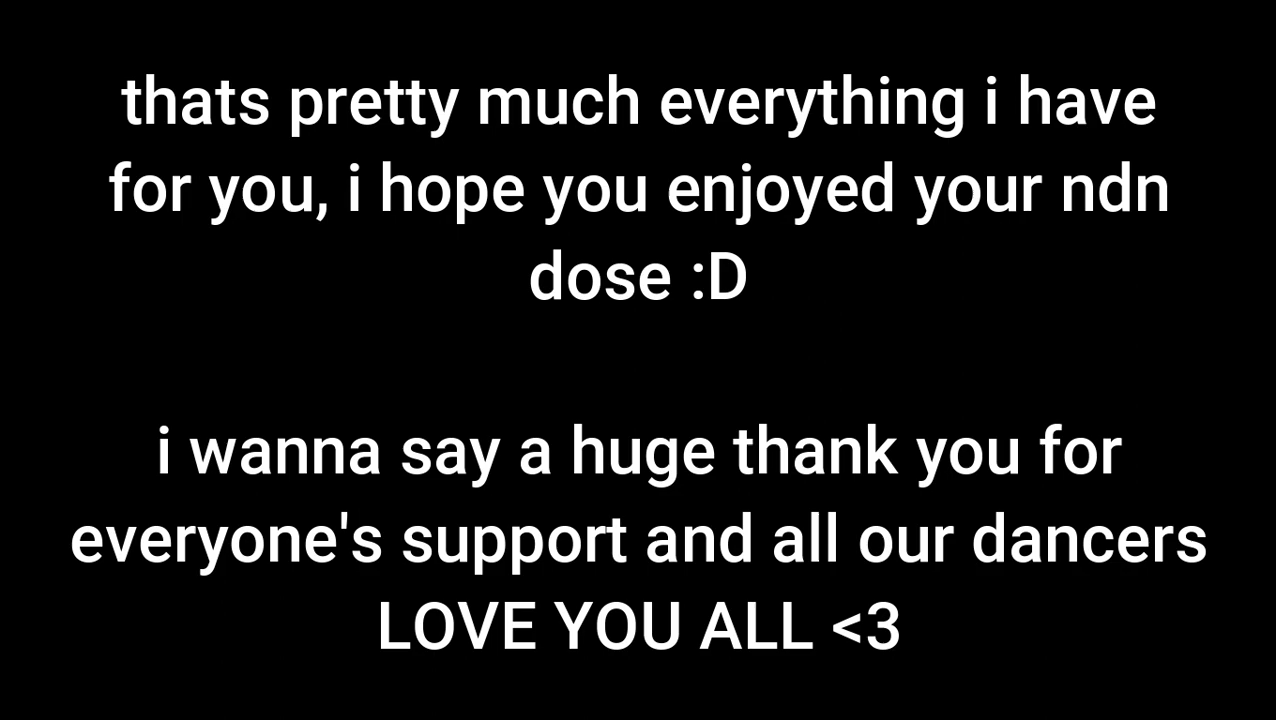 thats pretty much everything i have
for you, i hope you enjoyed your ndn
dose :D
i wanna say a huge thank you for
everyone's support and all our dancers
LOVE YOU ALL <3